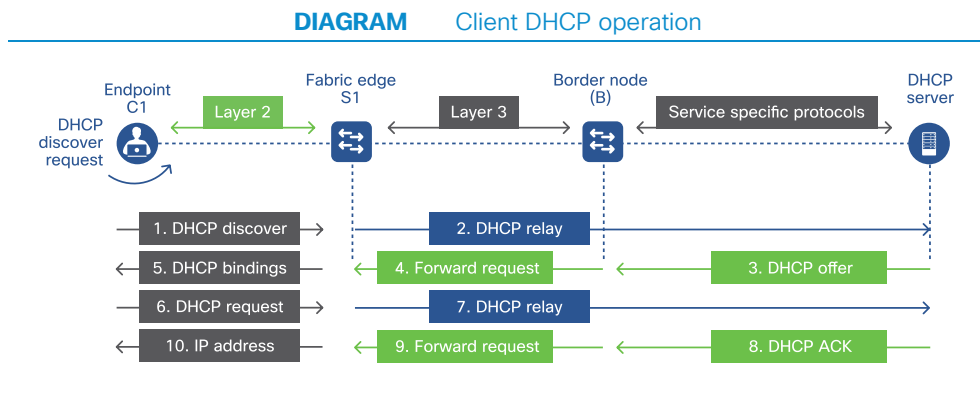 DIAGRAM Client DHCP operation
Endpoint
C1
DHCP
discover
request
Layer 2
Fabric edge
S1
Layer 3
Border node
(B)
Service specific protocols
DHCP
server
1. DHCP discover
2. DHCP relay
5. DHCP bindings
4. Forward request
3. DHCP offer
6. DHCP request
7. DHCP relay
10. IP address
9. Forward request
8. DHCP ACK